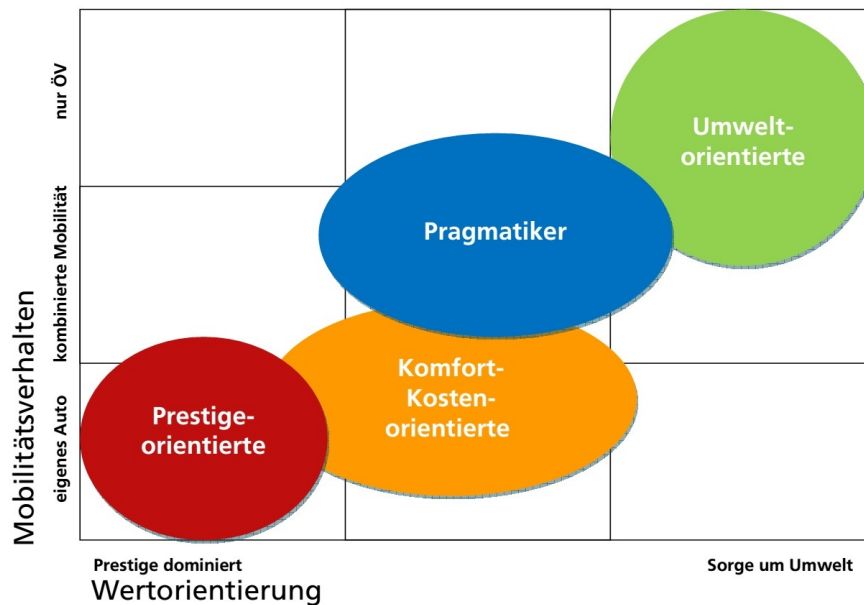 Mobilitätsverhalten
nur ÖV
kombinierte Mobilität
eigenes Auto
Umwelt-
orientierte
Pragmatiker
Komfort-
Kosten-
orientierte
Prestige-
orientierte
Prestige dominiert
Sorge um Umwelt
Wertorientierung